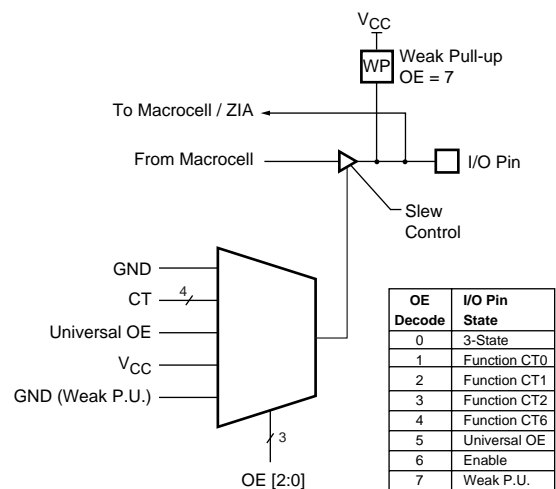 VCC
WP
Weak Pull-up
OE = 7
To Macrocell / ZIA
From Macrocell
I/O Pin
Slew
Control
GND
4
CT
Universal OE
VCC
GND (Weak P.U.)
3
OE [2:0]
OE Decode I/O Pin State
0 3-State
1 Function CT0
2 Function CT1
3 Function CT2
4 Function CT6
5 Universal OE
6 Enable
7 Weak P.U.